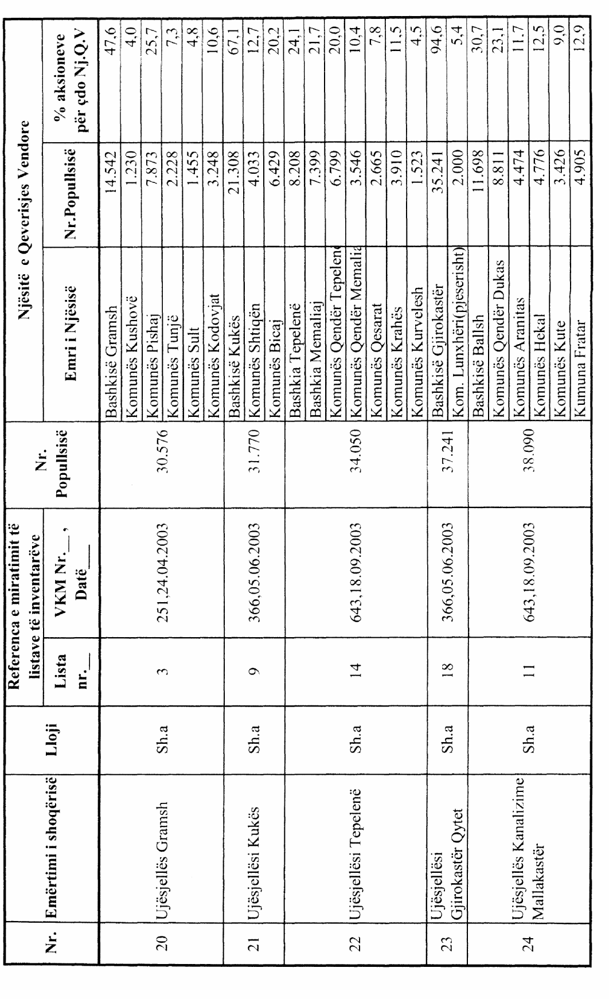 Nr.
Emërtimi i shoqërisë
Lloji
Referenca e miratimit të
listave të inventarëve
Lista
nr.__
VKM Nr.__,
Datë___
Nr.
Popullsisë
Njësitë e Qeverisjes Vendore
Emri i Njësisë
Nr.Popullsisë
% aksioneve
për çdo Nj.Q.V
20
Ujësjellës Gramsh
Sh.a
3
251,24.04.2003
30.576
Bashkisë Gramsh 14.542 47,6
Komunës Kushovë 1.230 4,0
Komunës Pishaj 7.873 25,7
Komunës Tunjë 2.228 7,3
Komunës Sult 1.455 4,8
Komunës Kodovjat 3.248 10,6
21
Ujësjellësi Kukës
Sh.a
9
366,05.06.2003
31.770
Bashkisë Kukës 21.308 67,1
Komunës Shtiqën 4.033 12,7
Komunës Bicaj 6.429 20,2
22
Ujësjellësi Tepelenë
Sh.a
14
643,18.09.2003
34.050
Bashkia Tepelenë 8.208 24,1
Bashkia Memaliaj 7.399 21,7
Komunës Qendër Tepelen 6.799 20,0
Komunës Qendër Memalia 3.546 10,4
Komunës Qesarat 2.665 7,8
Komunës Krahës 3.910 11.5
Komunës Kurvelesh 1.523 4,5
23
Ujësjellësi
Gjirokastër Qytet
Sh.a
18
366,05.06.2003
37.241
Bashkisë Gjirokastër 35.241 94,6
Kom. Lunxhëri(pjeserisht) 2.000 5,4
24
Ujësjellës Kanalizime
Mallakastër
Sh.a
11
643,18.09.2003
38.090
Bashkisë Ballsh 11.698 30,7
Komunës Qendër Dukas 8.811 23,1
Komunës Aranitas 4.474 11.7
Komunës Hekal 4.776 12,5
Komunës Kute 3.426 9,0
Kumuna Fratar 4.905 12,9